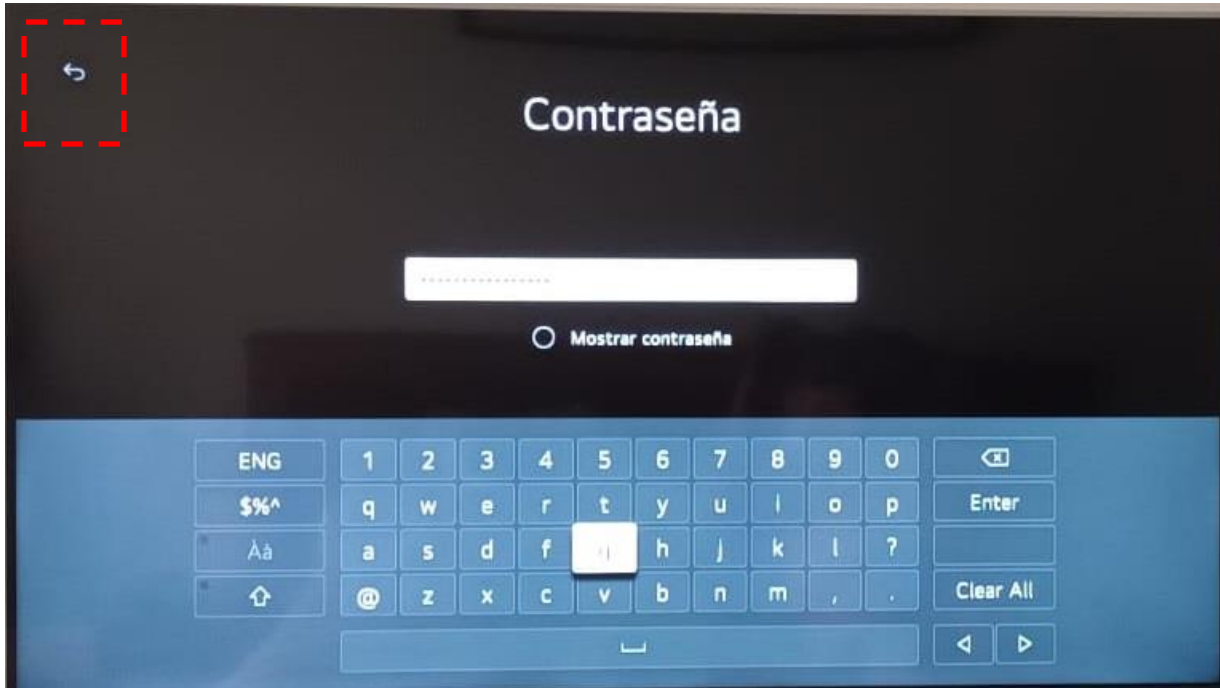 Contraseña
Mostrar contraseña
ENG 1 2 3 4 5 6 7 8 9 0
$%^ q w e r t y u i o p Enter
Àà a s d f g h j k l ?
@ z x c v b n m , . Clear All